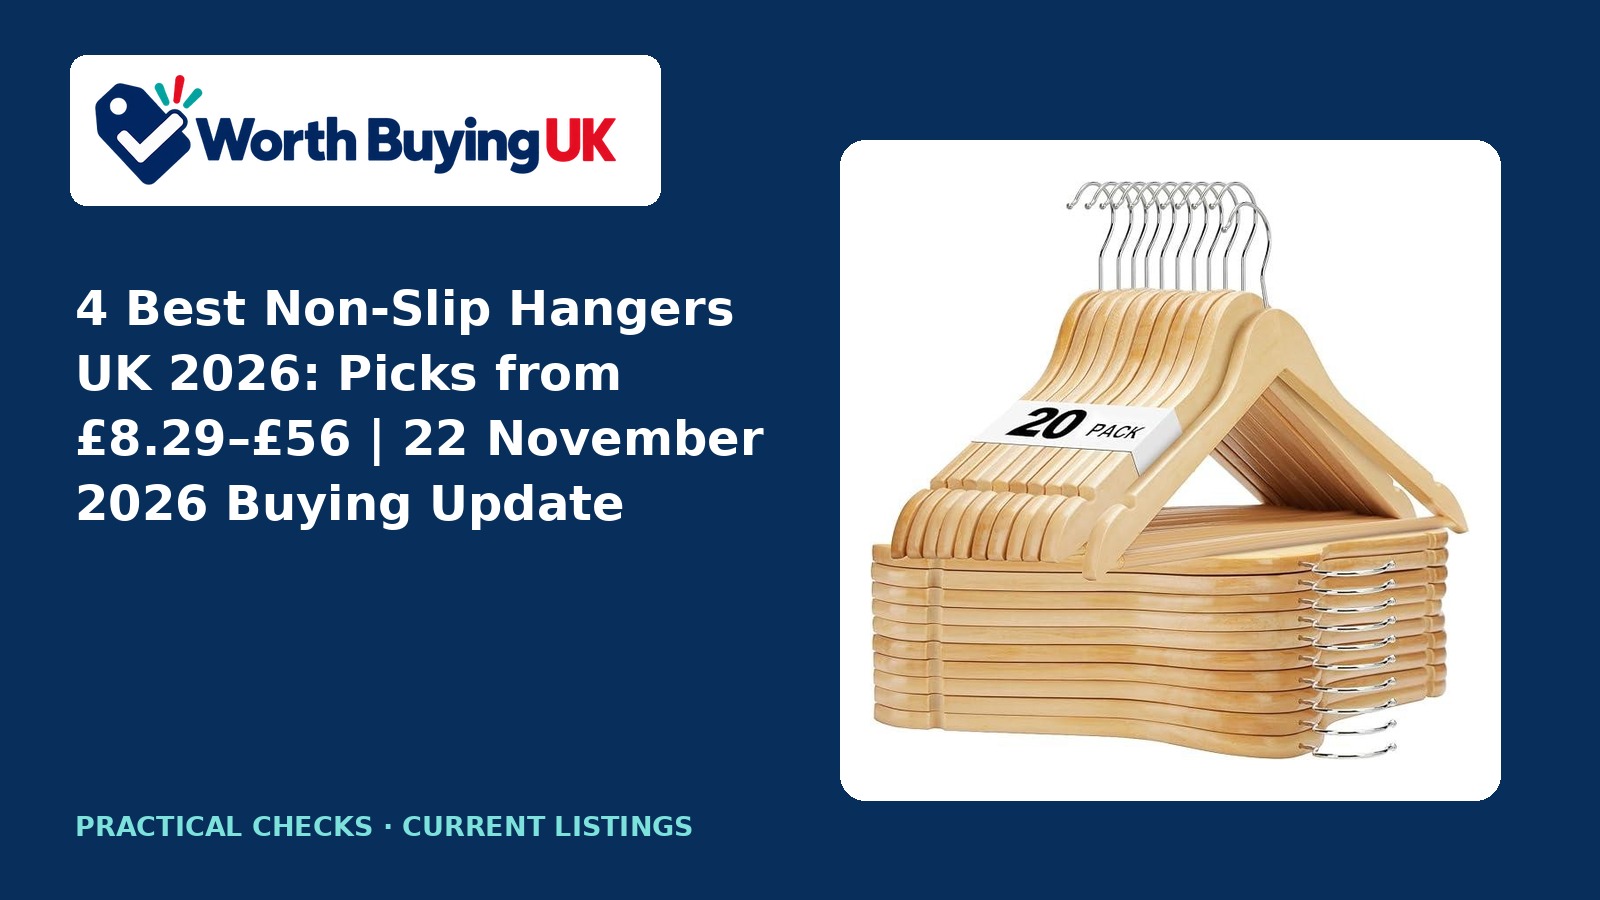 Worth Buying UK
4 Best Non-Slip Hangers
UK 2026: Picks from
£8.29–£56 | 22 November
2026 Buying Update
20 PACK
PRACTICAL CHECKS · CURRENT LISTINGS